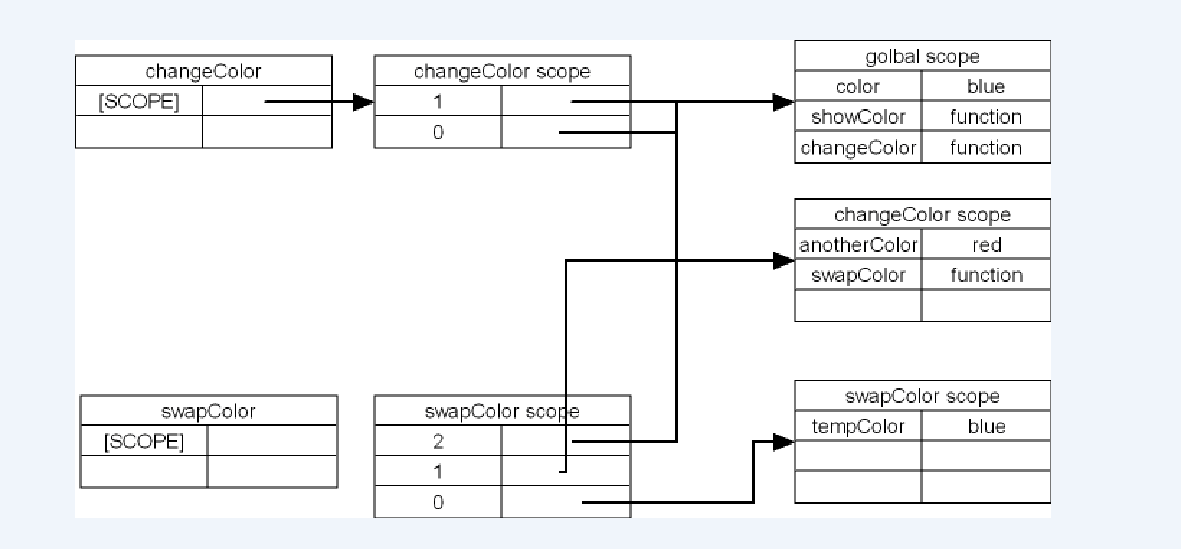 changeColor
[SCOPE]
changeColor scope
1
0
golbal scope
color blue
showColor function
changeColor function
changeColor scope
anotherColor red
swapColor function
swapColor
[SCOPE]
swapColor scope
2
1
0
swapColor scope
tempColor blue